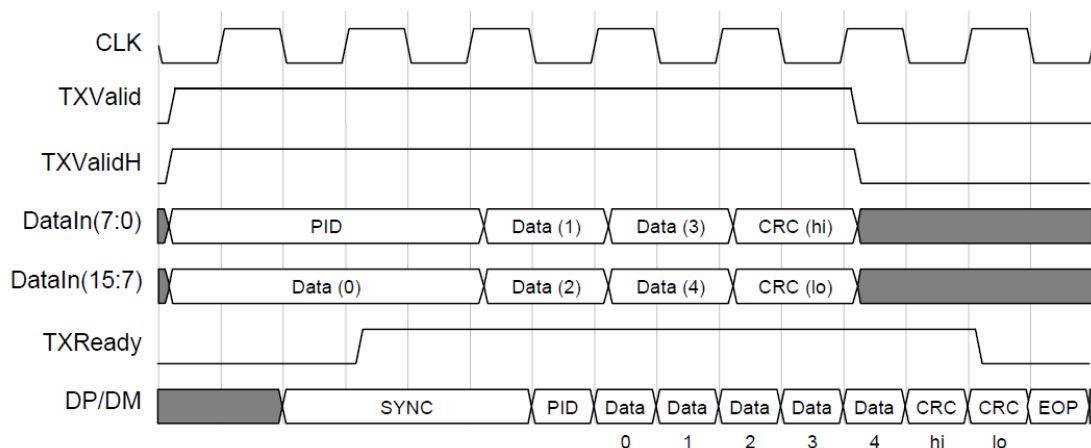 CLK
TXValid
TXValidH
DataIn(7:0) PID Data (1) Data (3) CRC (hi)
DataIn(15:7) Data (0) Data (2) Data (4) CRC (lo)
TXReady
DP/DM SYNC PID Data Data Data Data Data CRC CRC EOP
0 1 2 3 4 hi lo